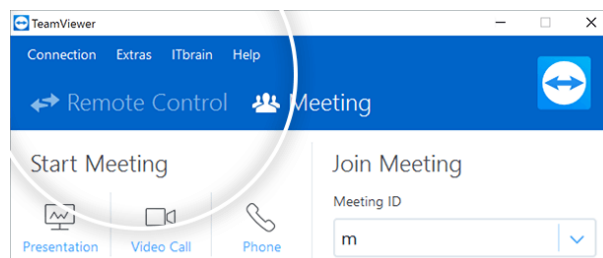 TeamViewer
Connection Extras ITbrain Help
Remote Control Meeting
Start Meeting
Join Meeting
Meeting ID
m
Presentation Video Call Phone